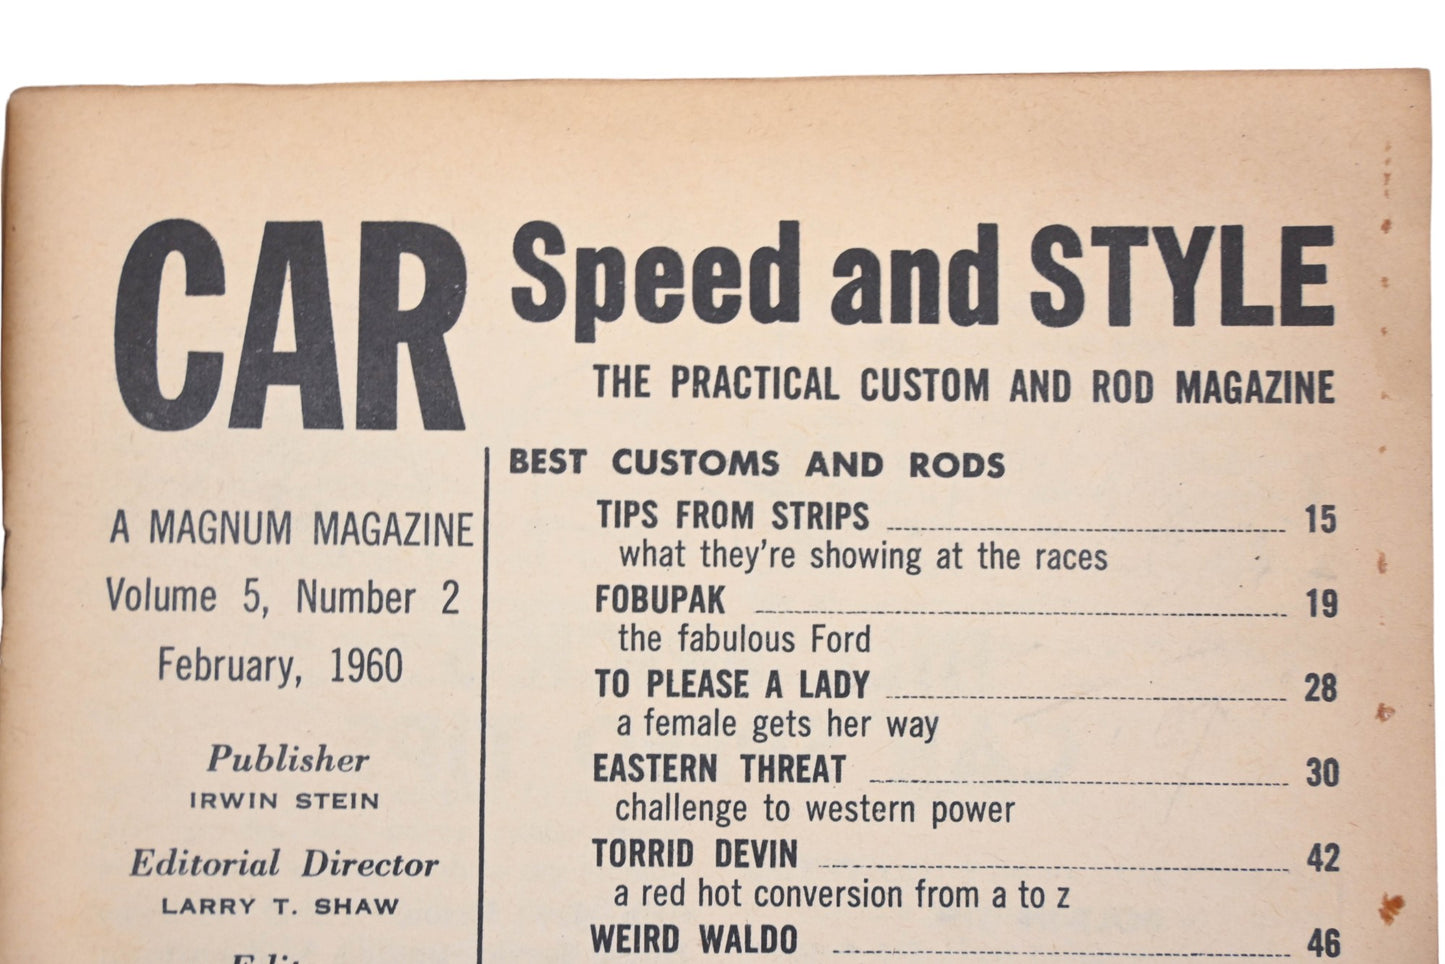 CAR Speed and STYLE
THE PRACTICAL CUSTOM AND ROD MAGAZINE
A MAGNUM MAGAZINE
Volume 5, Number 2
February, 1960
Publisher
IRWIN STEIN
Editorial Director
LARRY T. SHAW
BEST CUSTOMS AND RODS
TIPS FROM STRIPS 15
what they're showing at the races
FOBUPAK 19
the fabulous Ford
TO PLEASE A LADY 28
a female gets her way
EASTERN THREAT 30
challenge to western power
TORRID DEVIN 42
a red hot conversion from a to z
WEIRD WALDO 46